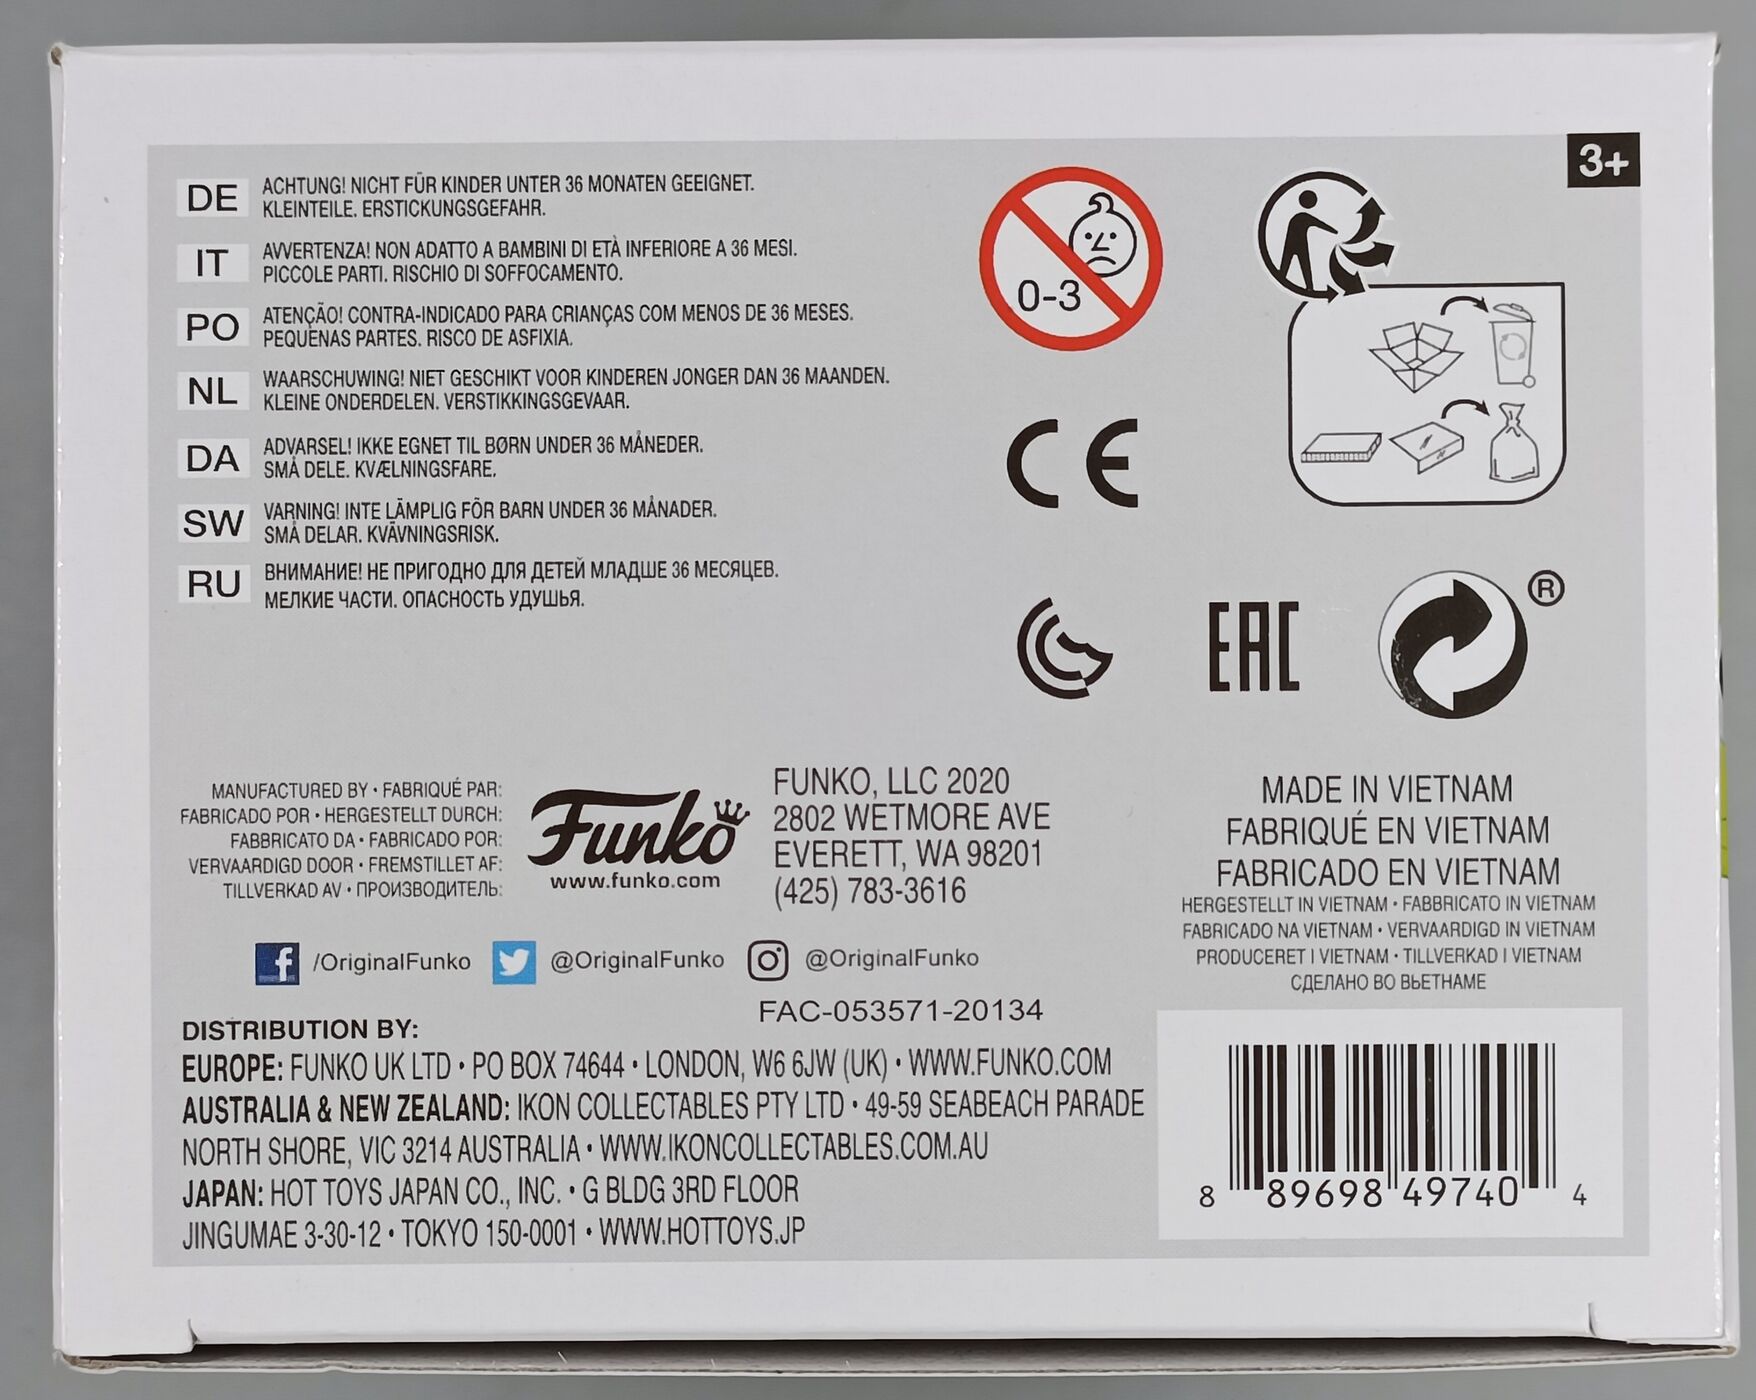 3+
DE
ACHTUNG! NICHT FÜR KINDER UNTER 36 MONATEN GEEIGNET.
KLEINTEILE. ERSTICKUNGSGEFAHR.
IT
AVVERTENZA! NON ADATTO A BAMBINI DI ETÀ INFERIORE A 36 MESI.
PICCOLE PARTI. RISCHIO DI SOFFOCAMENTO.
PO
ATENÇÃO! CONTRA-INDICADO PARA CRIANÇAS COM MENOS DE 36 MESES.
PEQUENAS PARTES. RISCO DE ASFIXIA.
NL
WAARSCHUWING! NIET GESCHIKT VOOR KINDEREN JONGER DAN 36 MAANDEN.
KLEINE ONDERDELEN. VERSTIKKINGSGEVAAR.
DA
ADVARSEL! IKKE EGNET TIL BØRN UNDER 36 MÅNEDER.
SMÅ DELE. KVÆLNINGSFARE.
SW
VARNING! INTE LÄMPLIG FÖR BARN UNDER 36 MÅNADER.
SMÅ DELAR. KVÄVNINGSRISK.
RU
ВНИМАНИЕ! НЕ ПРИГОДНО ДЛЯ ДЕТЕЙ МЛАДШЕ 36 МЕСЯЦЕВ.
МЕЛКИЕ ЧАСТИ. ОПАСНОСТЬ УДУШЬЯ.
0-3
CE
EAC
®
MANUFACTURED BY • FABRIQUÉ PAR:
FABRICADO POR • HERGESTELLT DURCH:
FABBRICATO DA • FABRICADO POR:
VERVAARDIGD DOOR • FREMSTILLET AF:
TILLVERKAD AV • ПРОИЗВОДИТЕЛЬ:
Funko
www.funko.com
FUNKO, LLC 2020
2802 WETMORE AVE
EVERETT, WA 98201
(425) 783-3616
MADE IN VIETNAM
FABRIQUÉ EN VIETNAM
FABRICADO EN VIETNAM
HERGESTELLT IN VIETNAM • FABBRICATO IN VIETNAM
FABRICADO NA VIETNAM • VERVAARDIGD IN VIETNAM
PRODUCERET I VIETNAM • TILLVERKAD I VIETNAM
СДЕЛАНО ВО ВЬЕТНАМЕ
/OriginalFunko @OriginalFunko @OriginalFunko
FAC-053571-20134
DISTRIBUTION BY:
EUROPE: FUNKO UK LTD • PO BOX 74644 • LONDON, W6 6JW (UK) • WWW.FUNKO.COM
AUSTRALIA & NEW ZEALAND: IKON COLLECTABLES PTY LTD • 49-59 SEABEACH PARADE
NORTH SHORE, VIC 3214 AUSTRALIA • WWW.IKONCOLLECTABLES.COM.AU
JAPAN: HOT TOYS JAPAN CO., INC. • G BLDG 3RD FLOOR
JINGUMAE 3-30-12 • TOKYO 150-0001 • WWW.HOTTOYS.JP
8 89698 49740 4